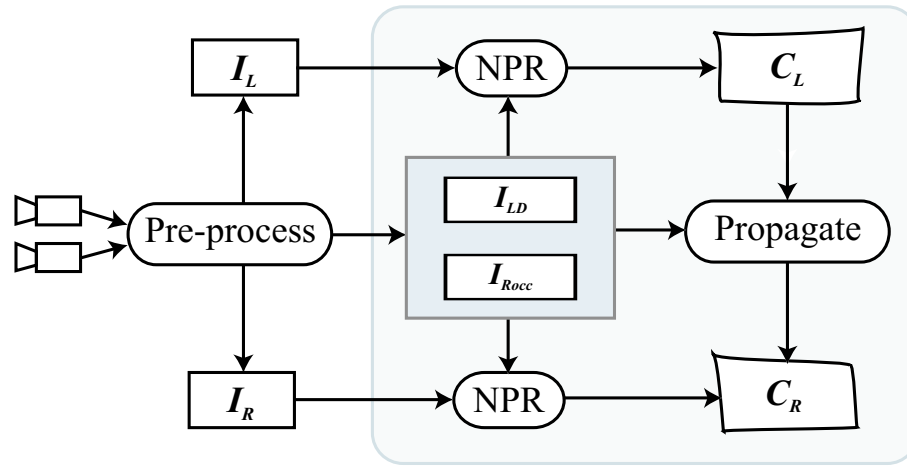 I_L
NPR
C_L
I_LD
Pre-process
Propagate
I_Rocc
I_R
NPR
C_R